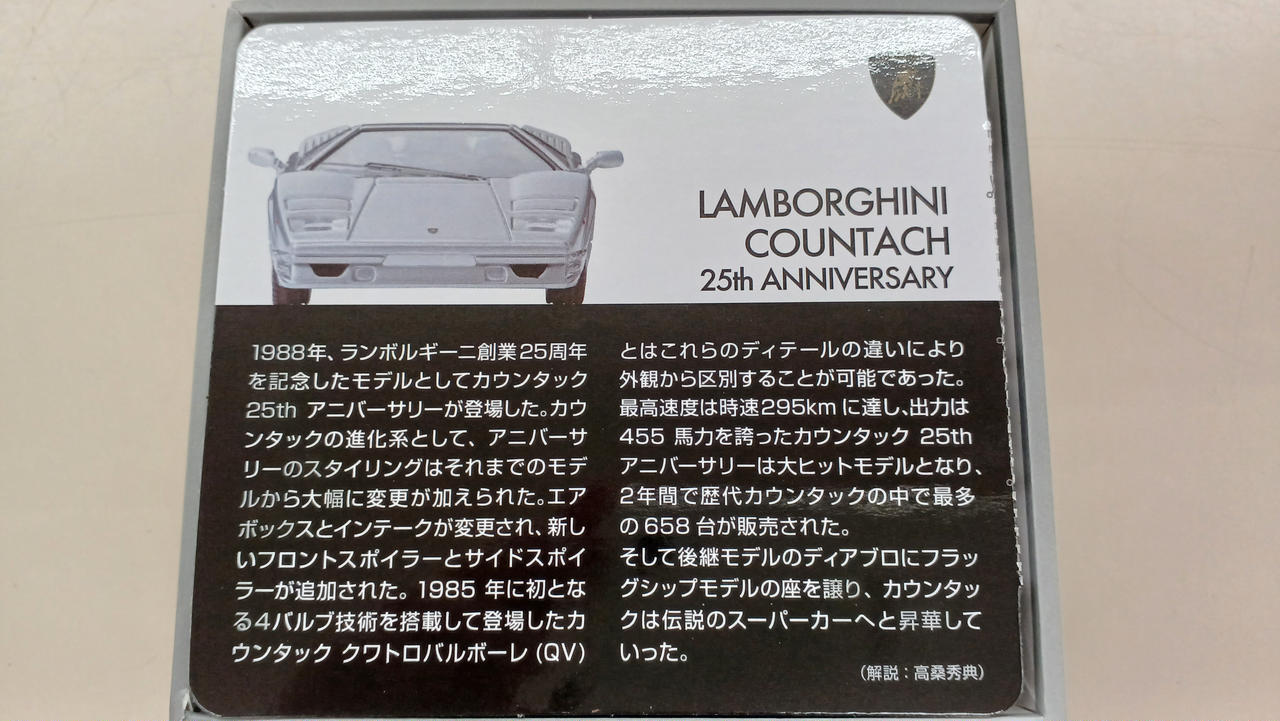 LAMBORGHINI
COUNTACH
25th ANNIVERSARY
1988年、ランボルギーニ創業25周年
を記念したモデルとしてカウンタック
25th アニバーサリーが登場した。カウ
ンタックの進化系として、アニバーサ
リーのスタイリングはそれまでのモデ
ルから大幅に変更が加えられた。エア
ボックスとインテークが変更され、新し
いフロントスポイラーとサイドスポイ
ラーが追加された。1985 年に初とな
る4バルブ技術を搭載して登場したカ
ウンタック クワトロバルボーレ (QV)
とはこれらのディテールの違いにより
外観から区別することが可能であった。
最高速度は時速295km に達し、出力は
455 馬力を誇ったカウンタック 25th
アニバーサリーは大ヒットモデルとなり、
2年間で歴代カウンタックの中で最多
の658 台が販売された。
そして後継モデルのディアブロにフラッ
グシップモデルの座を譲り、カウンタッ
クは伝説のスーパーカーへと昇華して
いった。
(解説：高桑秀典)